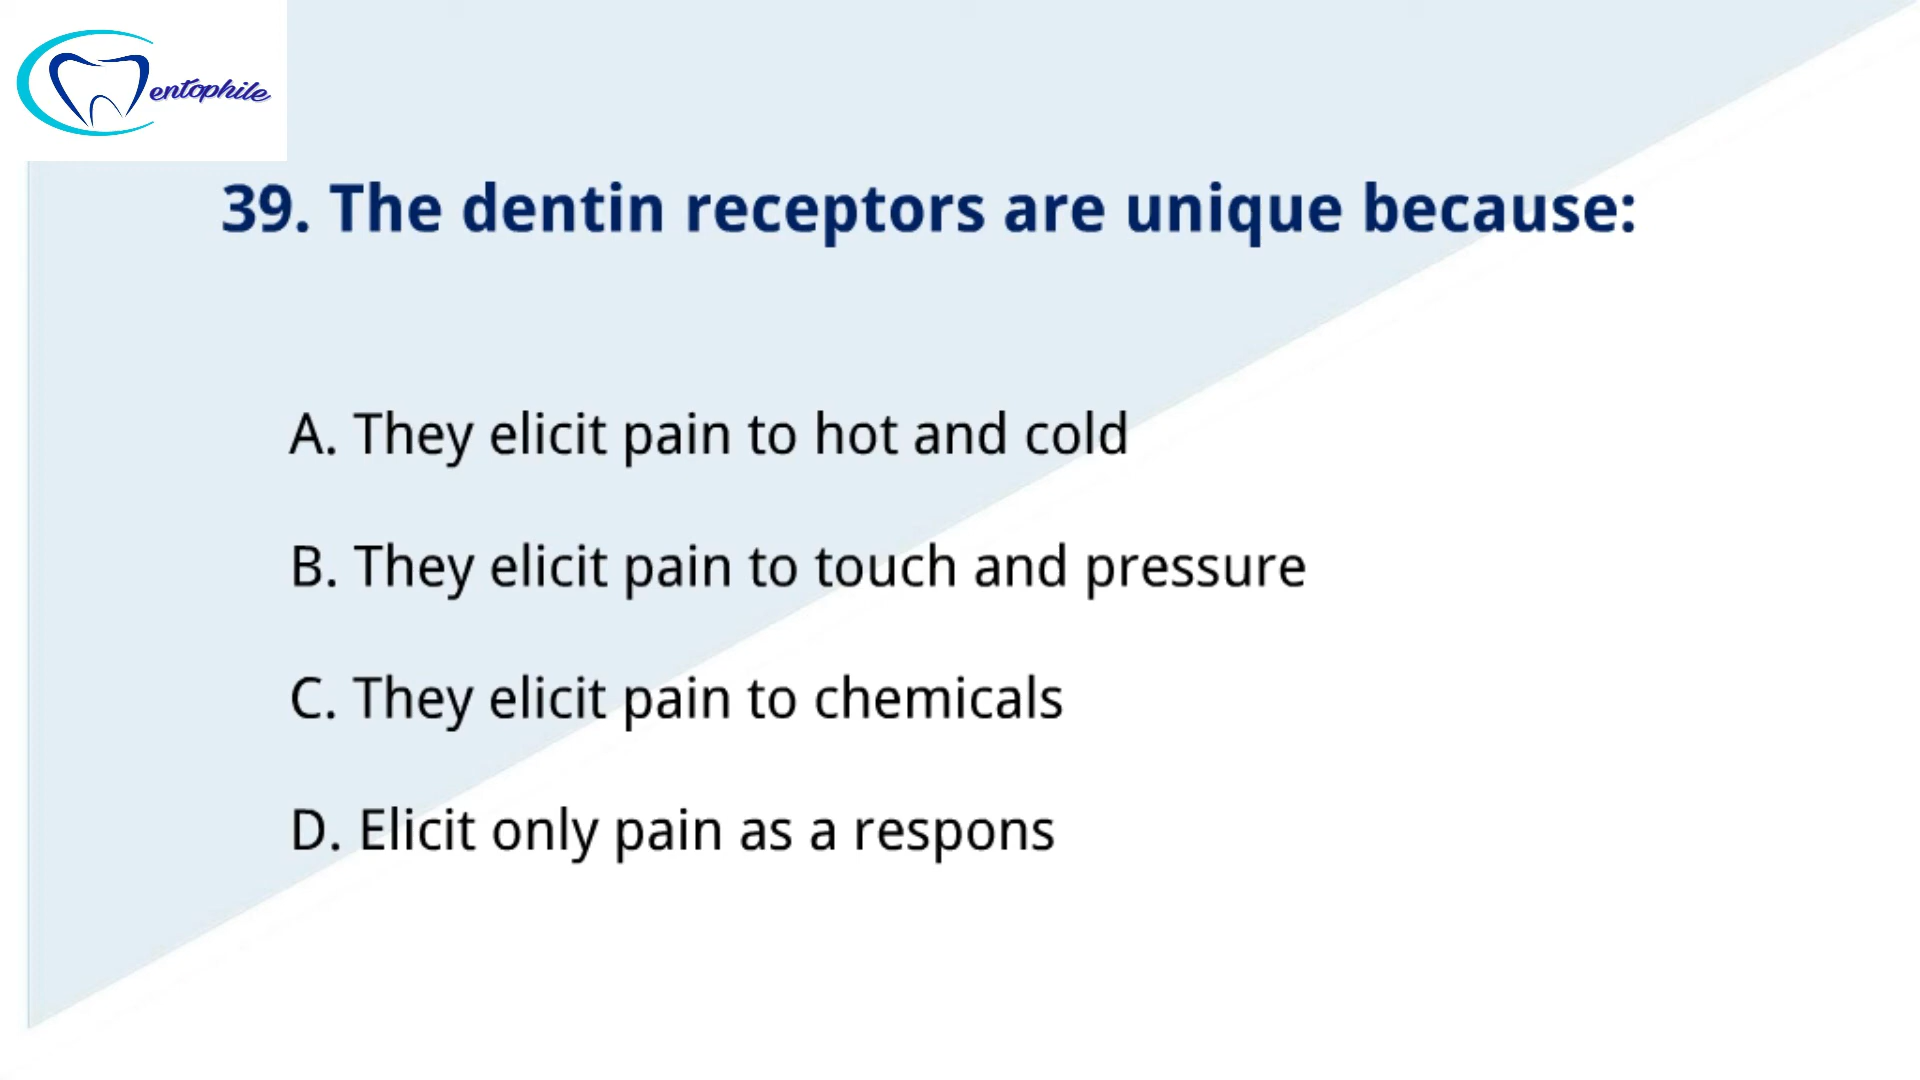 entophile
39. The dentin receptors are unique because:
A. They elicit pain to hot and cold
B. They elicit pain to touch and pressure
C. They elicit pain to chemicals
D. Elicit only pain as a respons